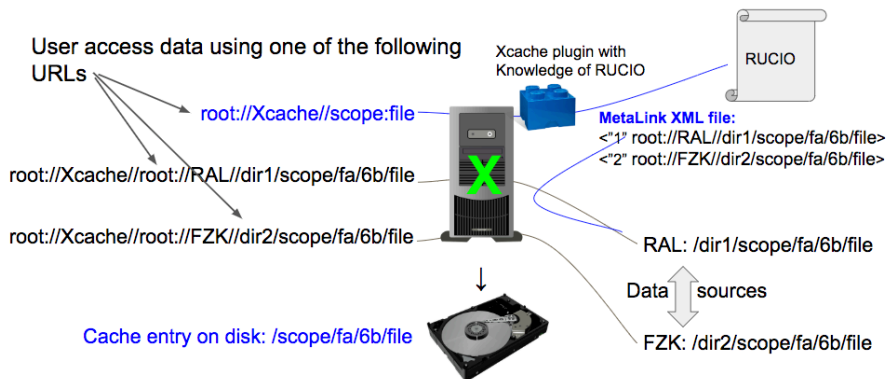 User access data using one of the following
URLs
Xcache plugin with
Knowledge of RUCIO
RUCIO
root://Xcache//scope:file
MetaLink XML file:
<"1" root://RAL//dir1/scope/fa/6b/file>
<"2" root://FZK//dir2/scope/fa/6b/file>
X
root://Xcache//root://RAL//dir1/scope/fa/6b/file
root://Xcache//root://FZK//dir2/scope/fa/6b/file
RAL: /dir1/scope/fa/6b/file
Data sources
Cache entry on disk: /scope/fa/6b/file
FZK: /dir2/scope/fa/6b/file